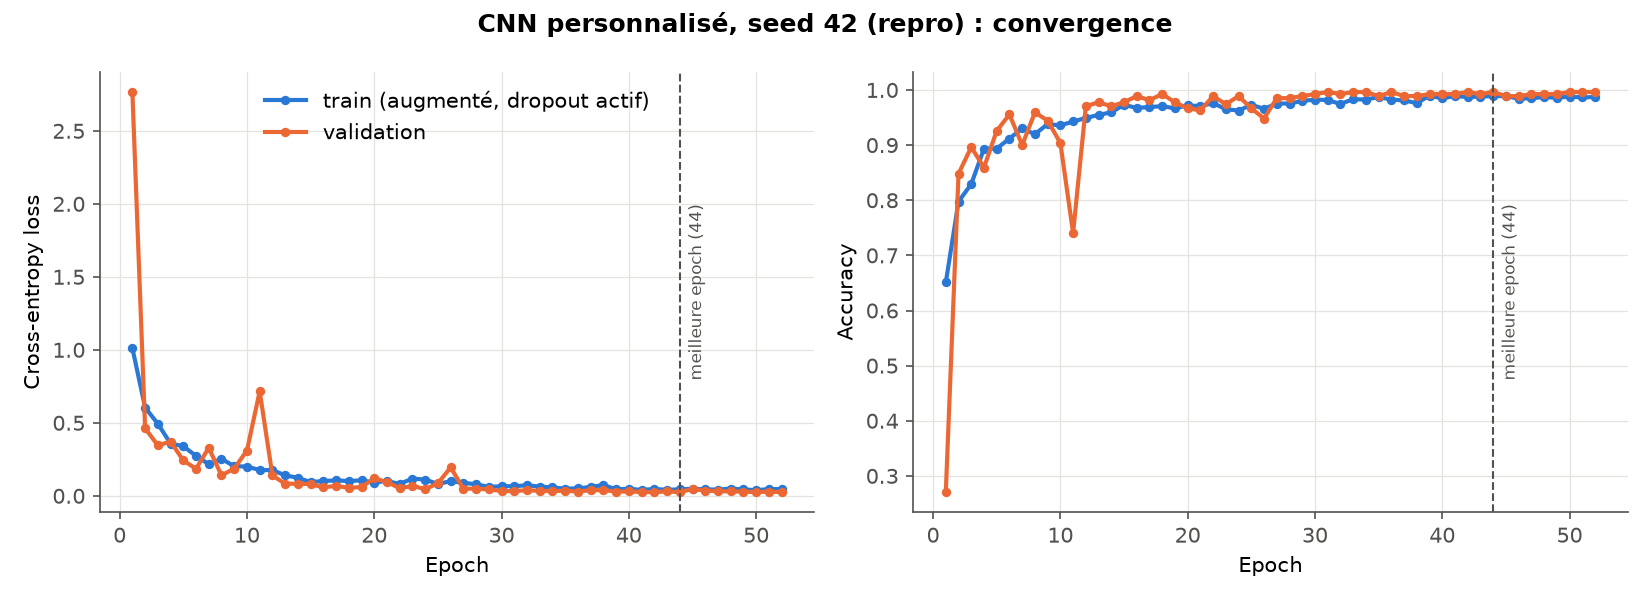 CNN personnalisé, seed 42 (repro) : convergence
train (augmenté, dropout actif)
validation
Cross-entropy loss
2.5
2.0
1.5
1.0
0.5
0.0
meilleure epoch (44)
0 10 20 30 40 50
Epoch
Accuracy
1.0
0.9
0.8
0.7
0.6
0.5
0.4
0.3
meilleure epoch (44)
0 10 20 30 40 50
Epoch